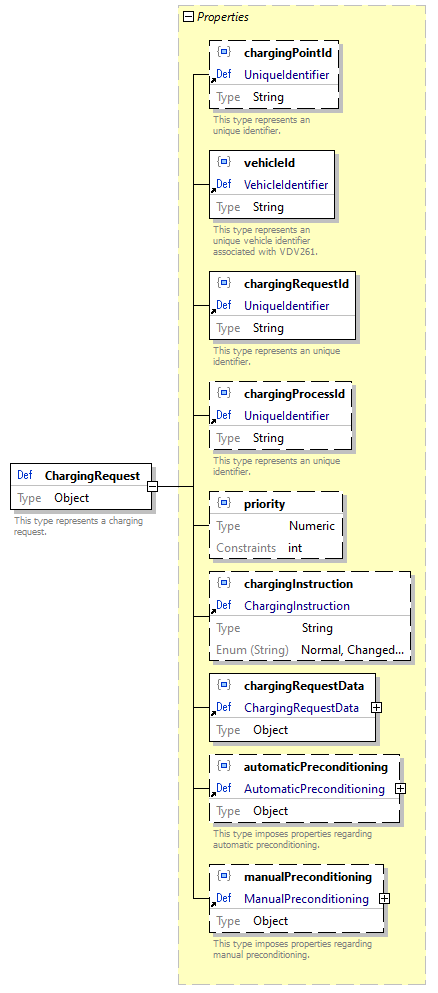 Properties
chargingPointId
Def UniqueIdentifier
Type String
This type represents an
unique identifier.
vehicleId
Def VehicleIdentifier
Type String
This type represents an
unique vehicle identifier
associated with VDV261.
chargingRequestId
Def UniqueIdentifier
Type String
This type represents an unique
identifier.
chargingProcessId
Def UniqueIdentifier
Type String
This type represents an unique
identifier.
Def ChargingRequest
Type Object
This type represents a charging
request.
priority
Type Numeric
Constraints int
chargingInstruction
Def ChargingInstruction
Type String
Enum (String) Normal, Changed...
chargingRequestData
Def ChargingRequestData
Type Object
automaticPreconditioning
Def AutomaticPreconditioning
Type Object
This type imposes properties regarding
automatic preconditioning.
manualPreconditioning
Def ManualPreconditioning
Type Object
This type imposes properties regarding
manual preconditioning.